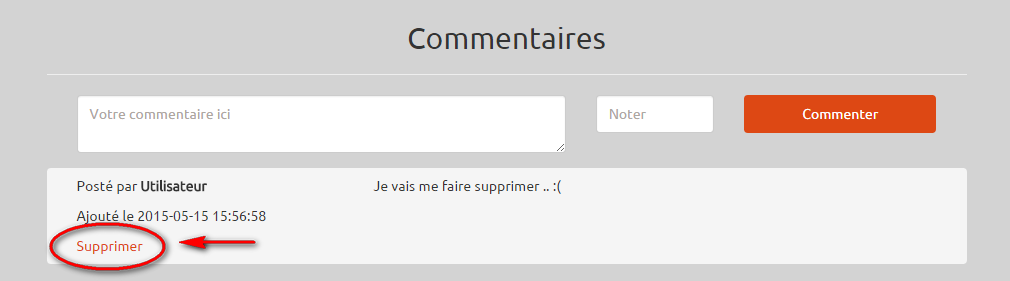 Commentaires
Votre commentaire ici
Noter
Commenter
Posté par Utilisateur
Je vais me faire supprimer .. :(
Ajouté le 2015-05-15 15:56:58
Supprimer